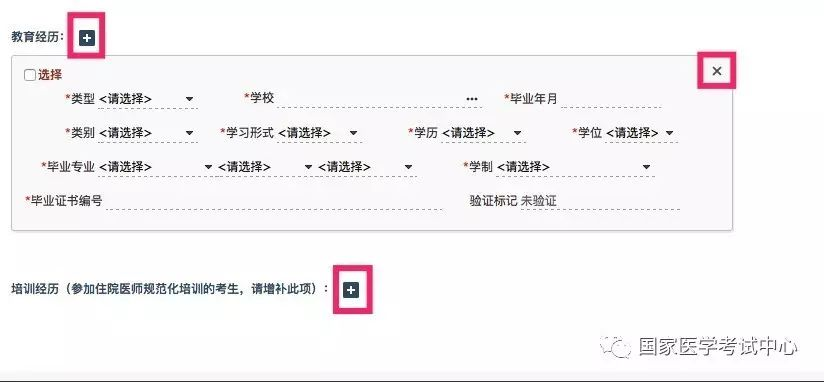 教育经历：
选择
*类型 <请选择> *学校 *毕业年月
*类别 <请选择> *学习形式 <请选择> *学历 <请选择> *学位 <请选择>
*毕业专业 <请选择> <请选择> <请选择> *学制 <请选择>
*毕业证书编号 验证标记 未验证
培训经历（参加住院医师规范化培训的考生，请增补此项）：
国家医学考试中心